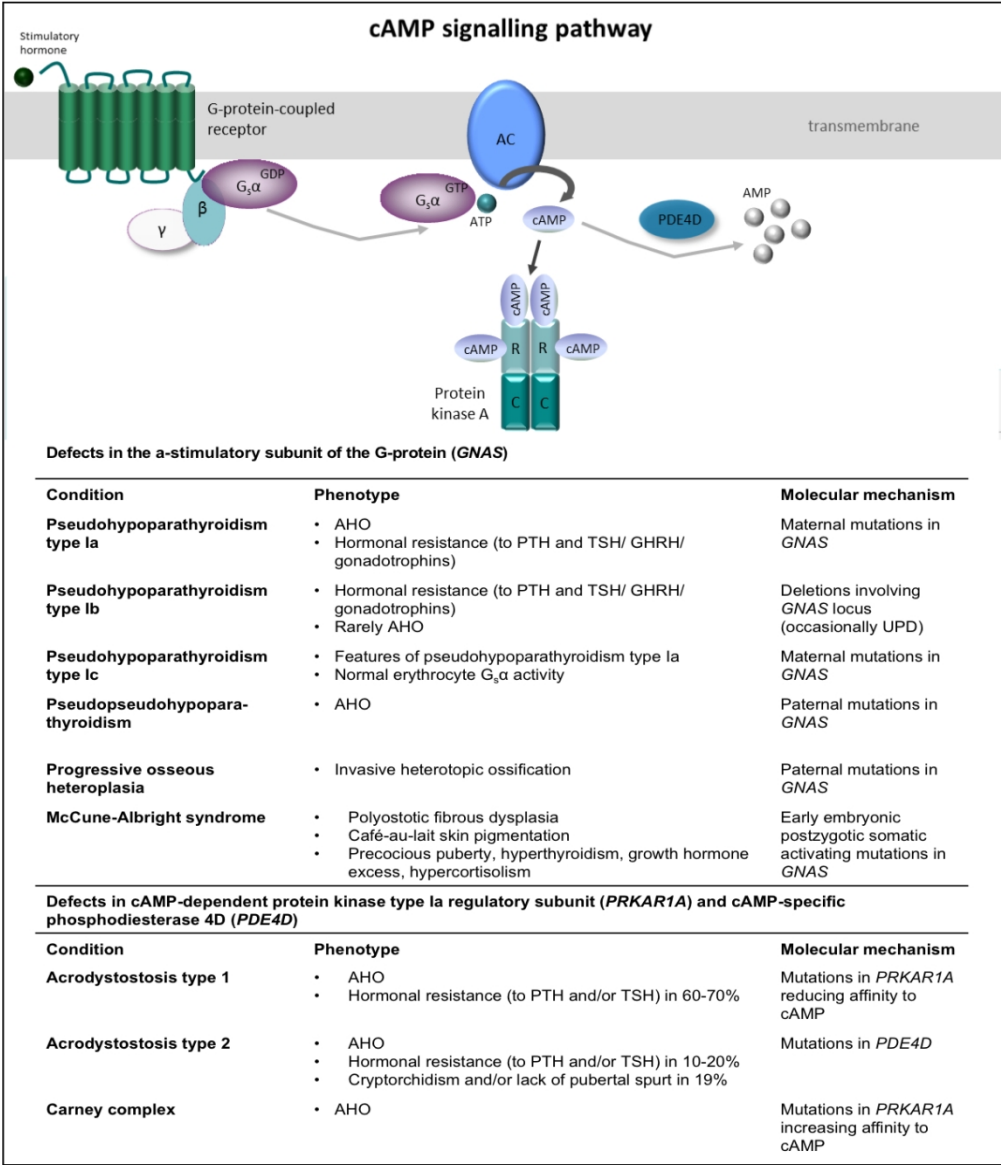 cAMP signalling pathway
Stimulatory
hormone
G-protein-coupled
receptor
transmembrane
AC
GDP
Gsα
β
γ
GTP
Gsα
ATP
cAMP
PDE4D
AMP
cAMP
cAMP
cAMP
R
R
cAMP
Protein
kinase A
C
C
Defects in the a-stimulatory subunit of the G-protein (GNAS)
Condition Phenotype Molecular mechanism
Pseudohypoparathyroidism • AHO Maternal mutations in
type Ia • Hormonal resistance (to PTH and TSH/ GHRH/ GNAS
gonadotrophins)
Pseudohypoparathyroidism • Hormonal resistance (to PTH and TSH/ GHRH/ Deletions involving
type Ib gonadotrophins) GNAS locus
• Rarely AHO (occasionally UPD)
Pseudohypoparathyroidism • Features of pseudohypoparathyroidism type Ia Maternal mutations in
type Ic • Normal erythrocyte Gsα activity GNAS
Pseudopseudohypopara- • AHO Paternal mutations in
thyroidism GNAS
Progressive osseous • Invasive heterotopic ossification Paternal mutations in
heteroplasia GNAS
McCune-Albright syndrome • Polyostotic fibrous dysplasia Early embryonic
• Café-au-lait skin pigmentation postzygotic somatic
• Precocious puberty, hyperthyroidism, growth hormone activating mutations in
excess, hypercortisolism GNAS
Defects in cAMP-dependent protein kinase type Ia regulatory subunit (PRKAR1A) and cAMP-specific
phosphodiesterase 4D (PDE4D)
Condition Phenotype Molecular mechanism
Acrodystostosis type 1 • AHO Mutations in PRKAR1A
• Hormonal resistance (to PTH and/or TSH) in 60-70% reducing affinity to
cAMP
Acrodystostosis type 2 • AHO Mutations in PDE4D
• Hormonal resistance (to PTH and/or TSH) in 10-20%
• Cryptorchidism and/or lack of pubertal spurt in 19%
Carney complex • AHO Mutations in PRKAR1A
increasing affinity to
cAMP